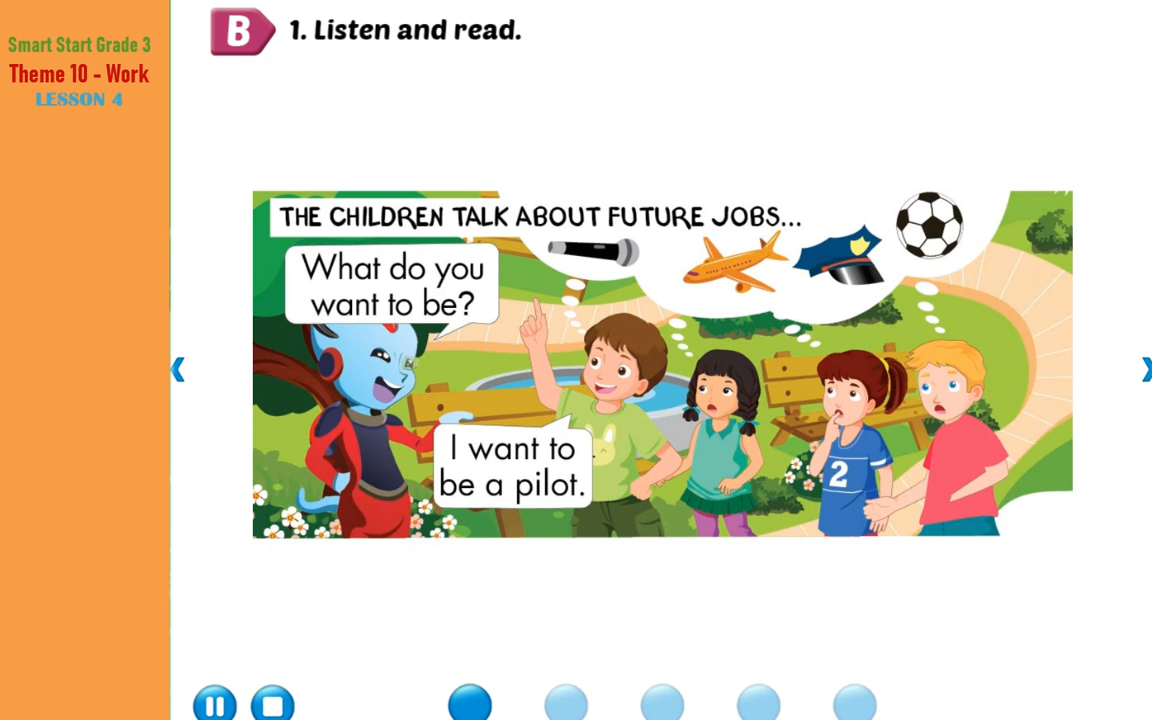 Smart Start Grade 3
Theme 10 - Work
LESSON 4
B
1. Listen and read.
THE CHILDREN TALK ABOUT FUTURE JOBS...
What do you
want to be?
I want to
be a pilot.
2